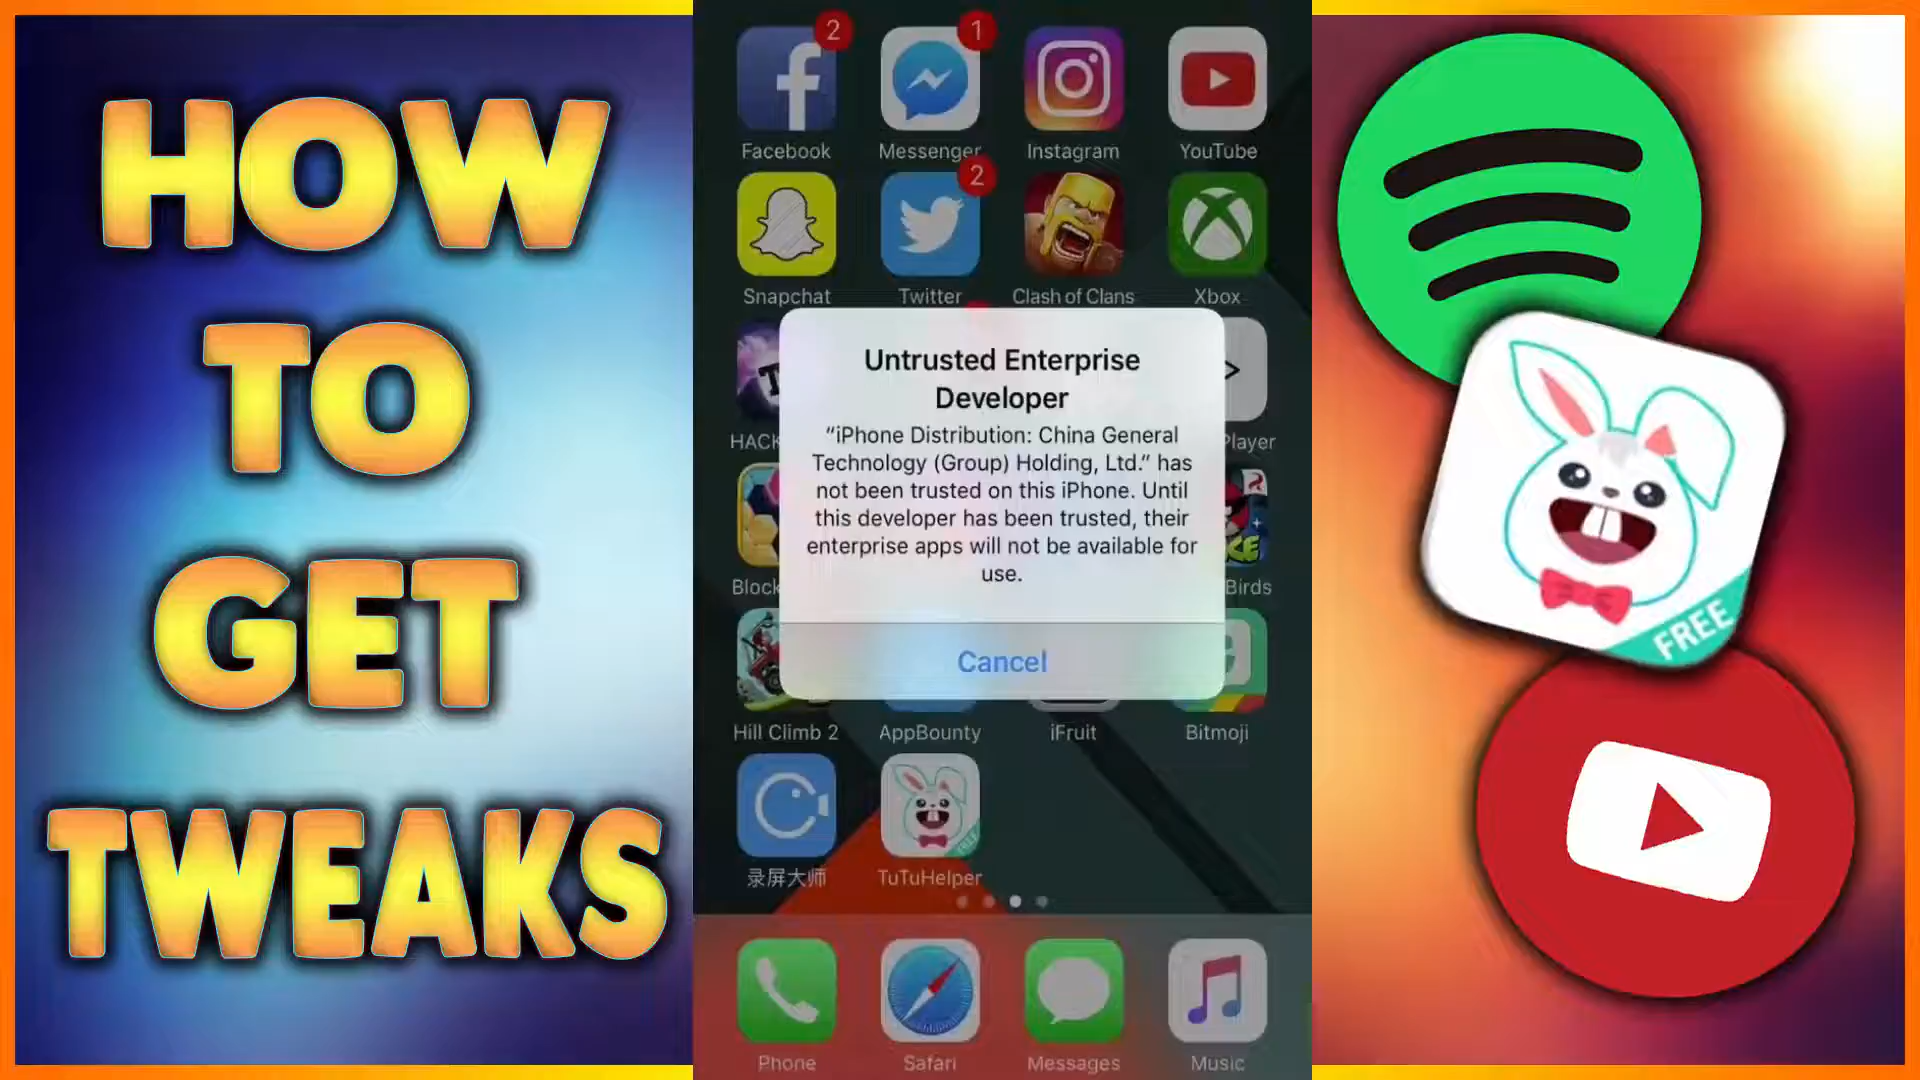 HOW
TO
GET
TWEAKS
2
1
Facebook
Messenger
Instagram
YouTube
2
Snapchat
Twitter
Clash of Clans
Xbox
Untrusted Enterprise
Developer
“iPhone Distribution: China General
Technology (Group) Holding, Ltd.” has
not been trusted on this iPhone. Until
this developer has been trusted, their
enterprise apps will not be available for
use.
Cancel
HACK
Player
Block
Birds
Hill Climb 2
AppBounty
iFruit
Bitmoji
录屏大师
TuTuHelper
Phone
Safari
Messages
Music
FREE